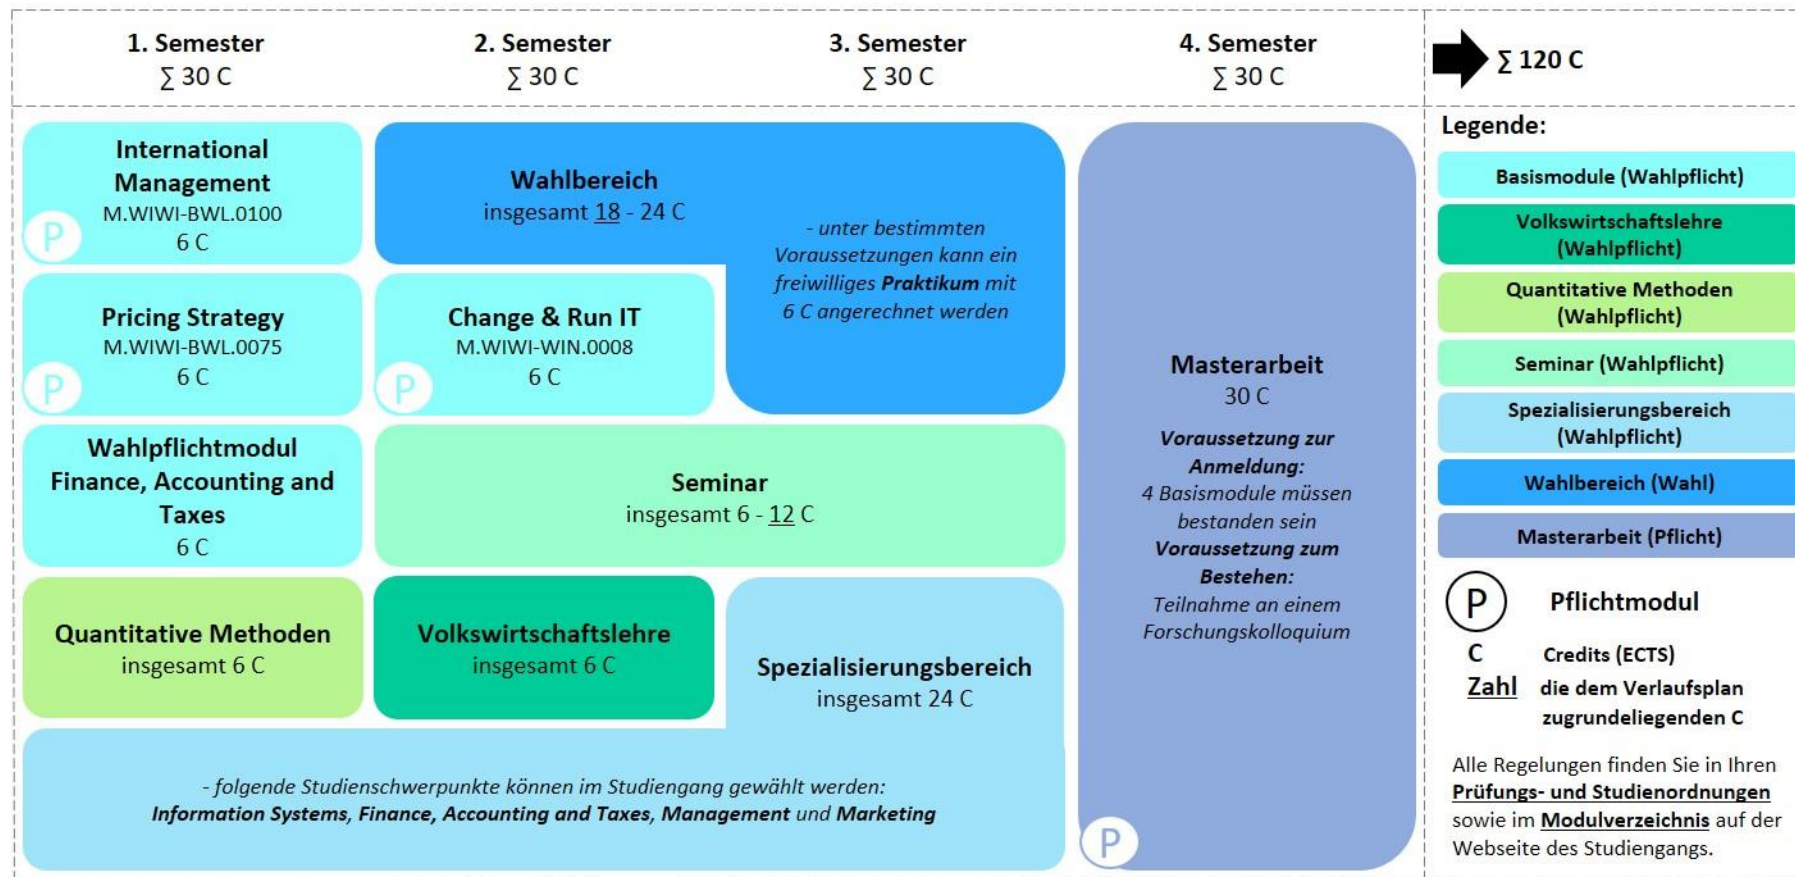 1. Semester
∑ 30 C
2. Semester
∑ 30 C
3. Semester
∑ 30 C
4. Semester
∑ 30 C
∑ 120 C
International
Management
M.WIWI-BWL.0100
6 C
P
Pricing Strategy
M.WIWI-BWL.0075
6 C
P
Wahlpflichtmodul
Finance, Accounting and
Taxes
6 C
Quantitative Methoden
insgesamt 6 C
Wahlbereich
insgesamt 18 - 24 C
- unter bestimmten
Voraussetzungen kann ein
freiwilliges Praktikum mit
6 C angerechnet werden
Change & Run IT
M.WIWI-WIN.0008
6 C
P
Seminar
insgesamt 6 - 12 C
Volkswirtschaftslehre
insgesamt 6 C
Spezialisierungsbereich
insgesamt 24 C
- folgende Studienschwerpunkte können im Studiengang gewählt werden:
Information Systems, Finance, Accounting and Taxes, Management und Marketing
Masterarbeit
30 C
Voraussetzung zur
Anmeldung:
4 Basismodule müssen
bestanden sein
Voraussetzung zum
Bestehen:
Teilnahme an einem
Forschungskolloquium
P
Legende:
Basismodule (Wahlpflicht)
Volkswirtschaftslehre
(Wahlpflicht)
Quantitative Methoden
(Wahlpflicht)
Seminar (Wahlpflicht)
Spezialisierungsbereich
(Wahlpflicht)
Wahlbereich (Wahl)
Masterarbeit (Pflicht)
P Pflichtmodul
C Credits (ECTS)
Zahl die dem Verlaufsplan
zugrundeliegenden C
Alle Regelungen finden Sie in Ihren
Prüfungs- und Studienordnungen
sowie im Modulverzeichnis auf der
Webseite des Studiengangs.